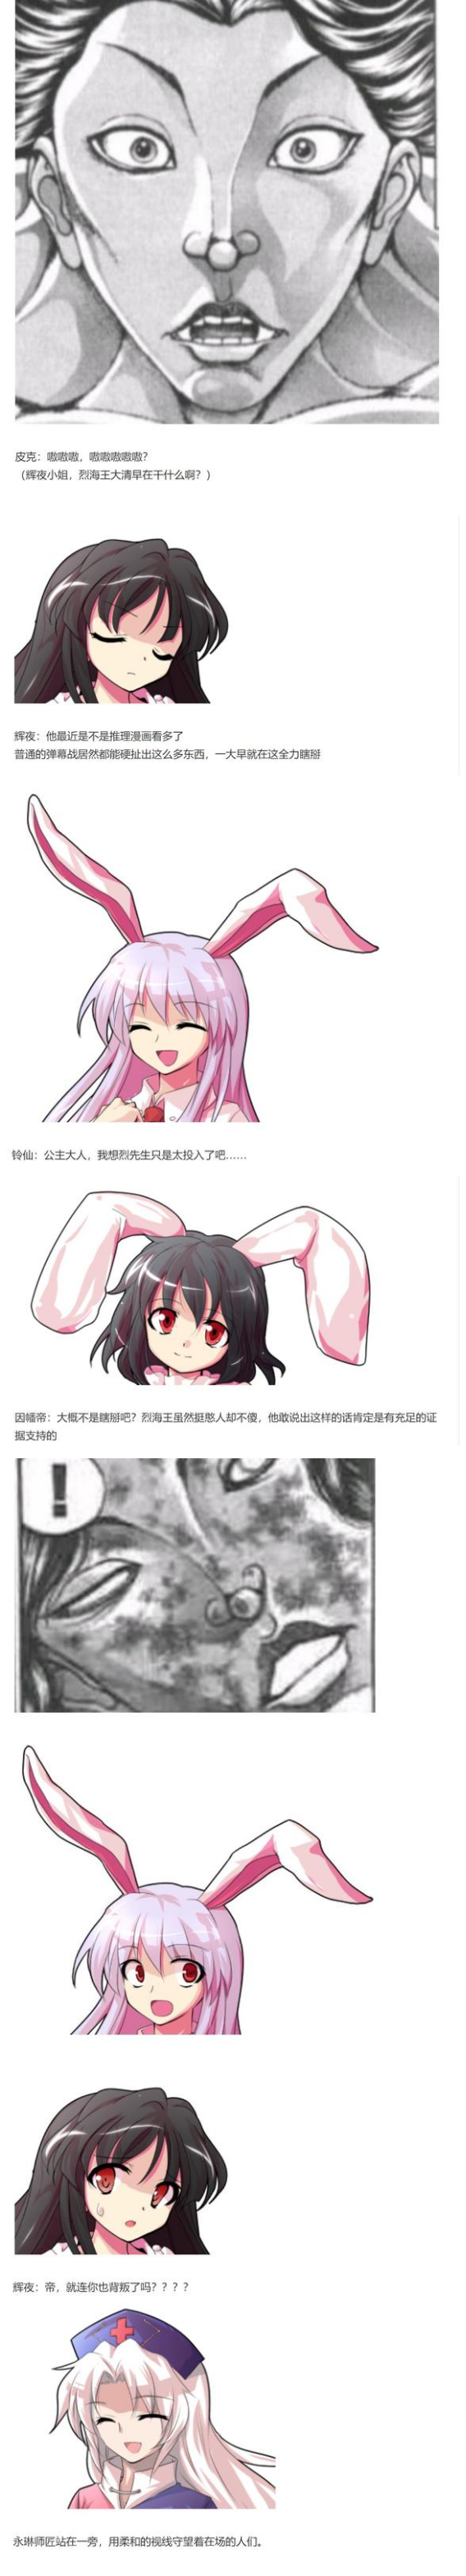 皮克：嗷嗷嗷，嗷嗷嗷嗷嗷？
（辉夜小姐，烈海王大清早在干什么啊？）
辉夜：他最近是不是推理漫画看多了
普通的弹幕战居然都能硬扯出这么多东西，一大早就在这全力瞎掰
铃仙：公主大人，我想烈先生只是太投入了吧……
因幡帝：大概不是瞎掰吧？烈海王虽然挺憨人却不傻，他敢说出这样的话肯定是有充足的证
据支持的
！
辉夜：帝，就连你也背叛了吗？？？？
永琳师匠站在一旁，用柔和的视线守望着在场的人们。